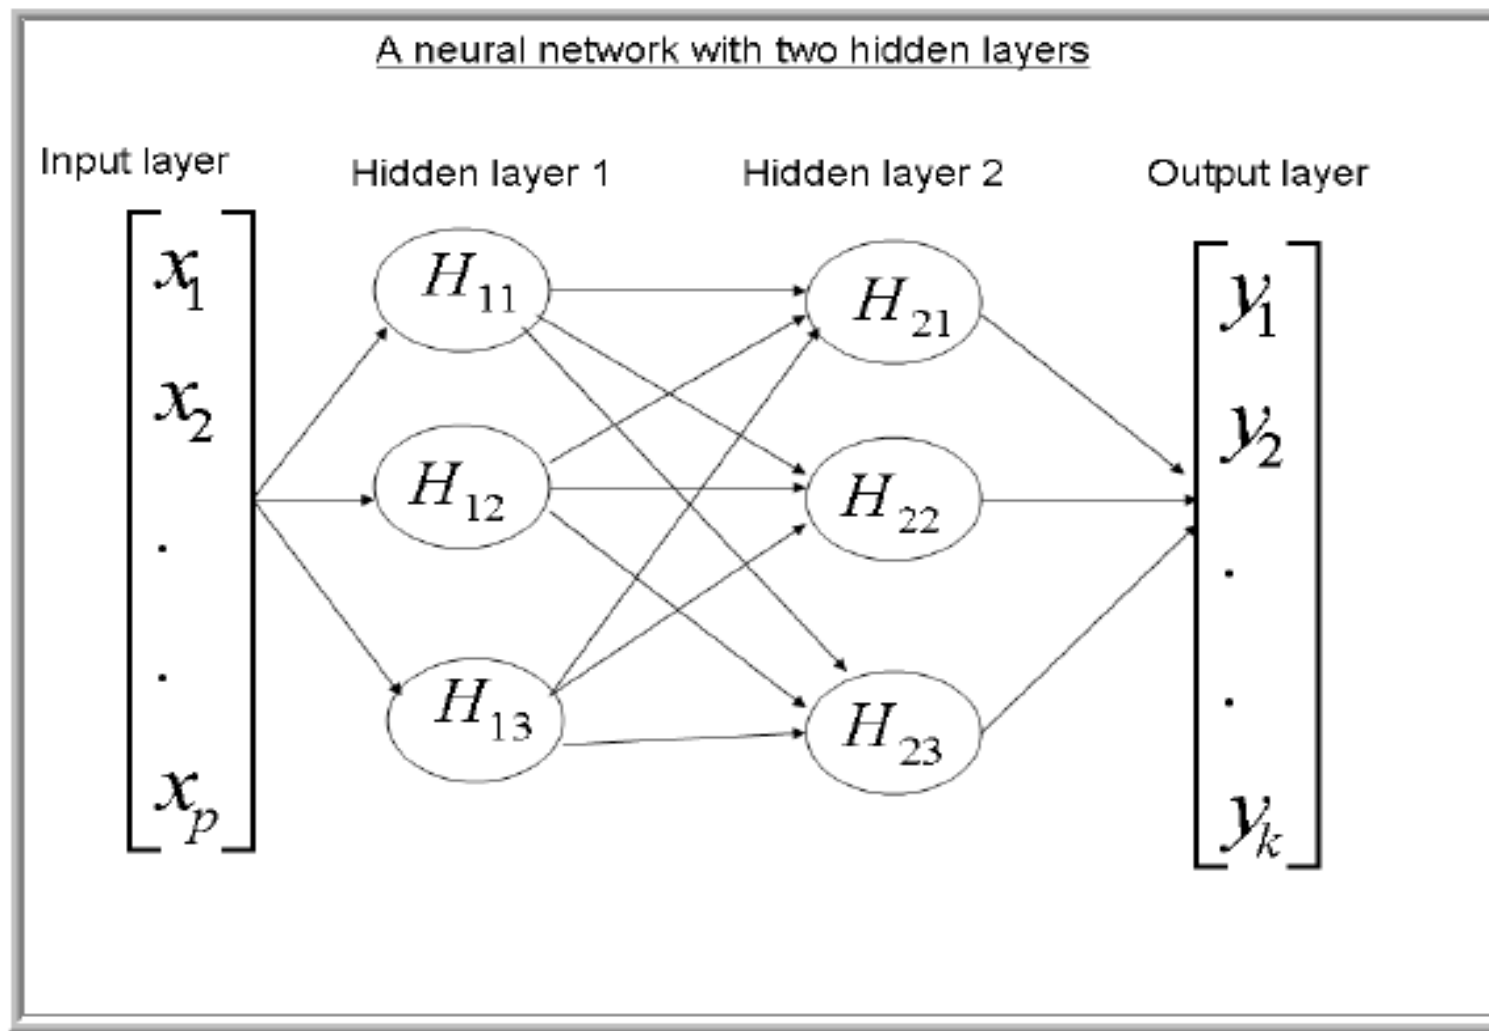 A neural network with two hidden layers
Input layer
Hidden layer 1
Hidden layer 2
Output layer
x1
x2
.
.
xp
H11
H12
H13
H21
H22
H23
y1
y2
.
.
yk